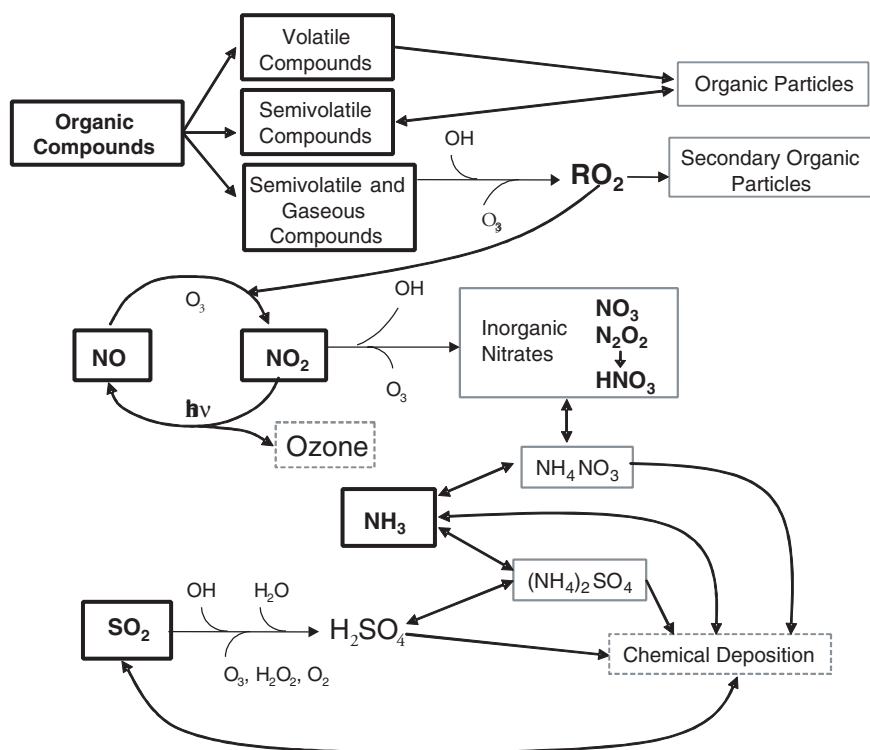 Volatile
Compounds
Organic Particles
Organic
Compounds
Semivolatile
Compounds
OH
Semivolatile and
Gaseous
Compounds
RO₂
Secondary Organic
Particles
O₃
O₃
OH
NO
NO₂
Inorganic
Nitrates
NO₃
N₂O₂
HNO₃
O₃
hν
Ozone
NH₄NO₃
NH₃
(NH₄)₂SO₄
OH
H₂O
SO₂
H₂SO₄
O₃, H₂O₂, O₂
Chemical Deposition